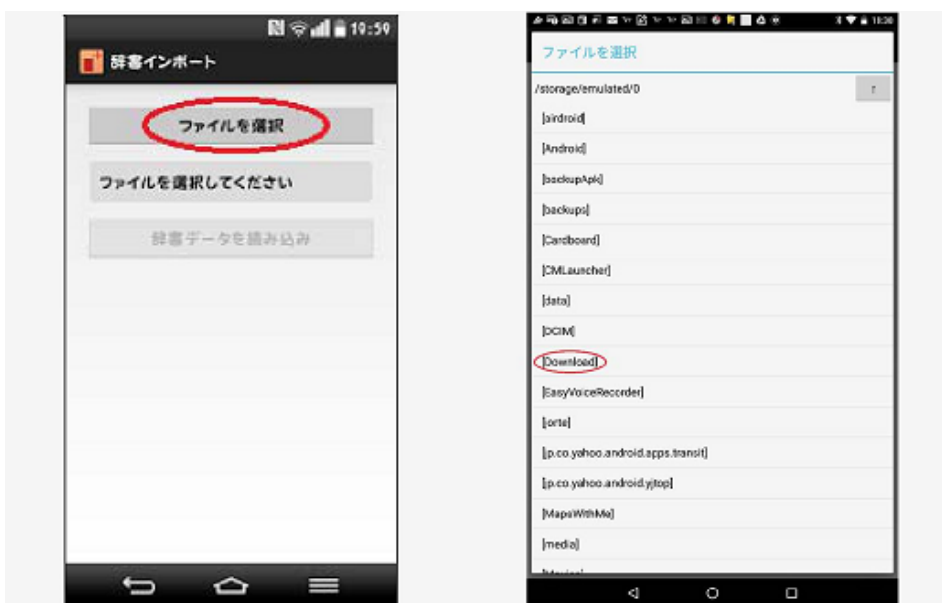 19:59
辞書インポート
ファイルを選択
ファイルを選択してください
辞書データを読み込み
ファイルを選択
/storage/emulated/0
[airdroid]
[Android]
[backupApk]
[backups]
[Cardboard]
[CMLauncher]
[data]
[DCIM]
[Download]
[EasyVoiceRecorder]
[jorte]
[jp.co.yahoo.android.apps.transit]
[jp.co.yahoo.android.yjtop]
[MapsWithMe]
[media]